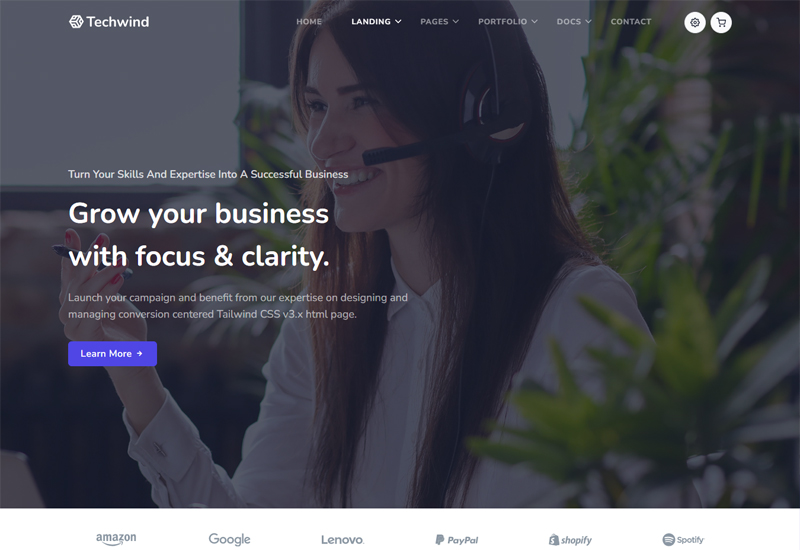 Techwind
HOME LANDING PAGES PORTFOLIO DOCS CONTACT
Turn Your Skills And Expertise Into A Successful Business
Grow your business
with focus & clarity.
Launch your campaign and benefit from our expertise on designing and
managing conversion centered Tailwind CSS v3.x html page.
Learn More
amazon Google Lenovo PayPal shopify Spotify